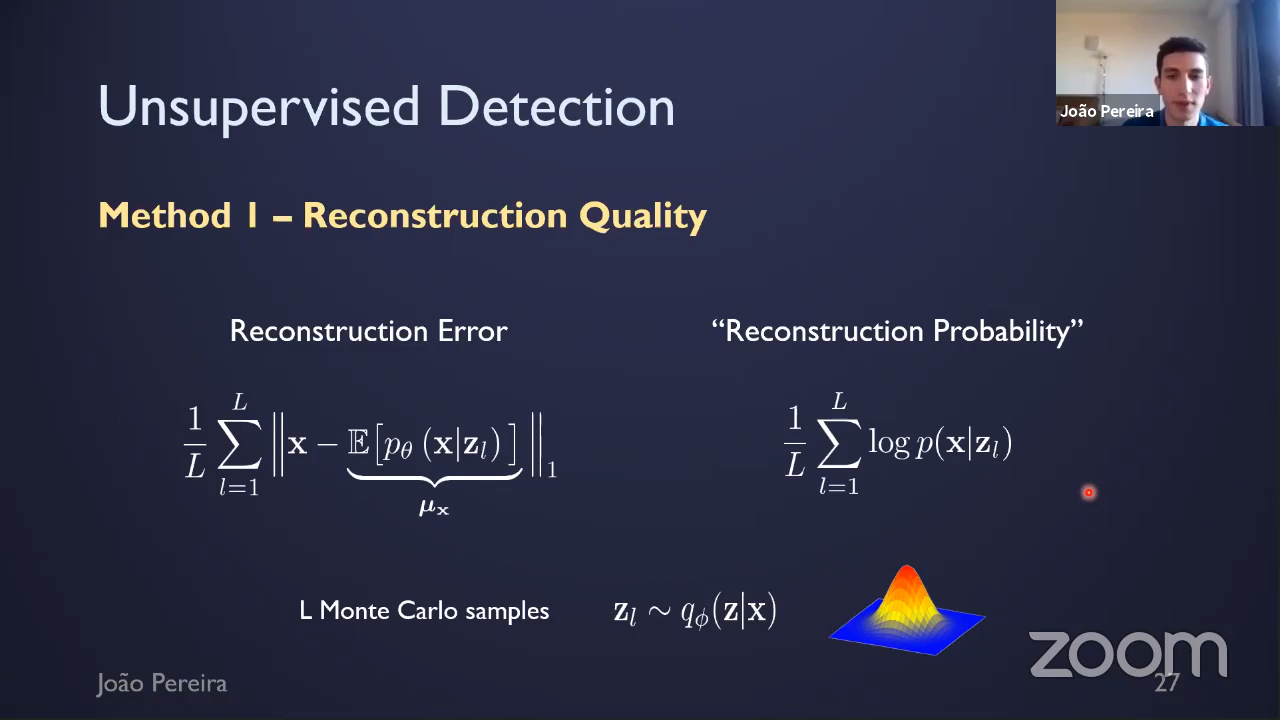 João Pereira
Unsupervised Detection
Method 1 – Reconstruction Quality
Reconstruction Error
“Reconstruction Probability”
$\frac{1}{L} \sum_{l=1}^{L} \left\| \mathbf{x} - \underbrace{\mathbb{E}\left[ p_\theta \left( \mathbf{x} | \mathbf{z}_l \right) \right]}_{\boldsymbol{\mu}_{\mathbf{x}}} \right\|_1$
$\frac{1}{L} \sum_{l=1}^{L} \log p(\mathbf{x} | \mathbf{z}_l)$
L Monte Carlo samples
$\mathbf{z}_l \sim q_\phi(\mathbf{z} | \mathbf{x})$
zoom
João Pereira
27